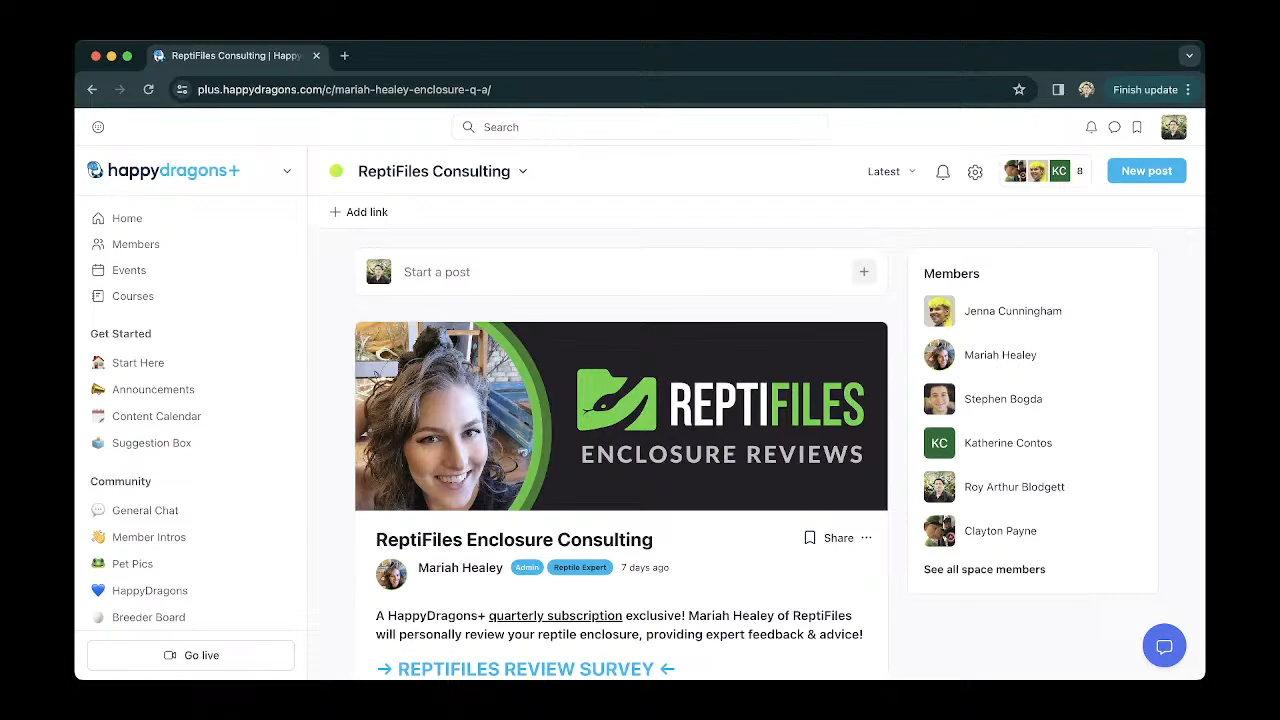 ReptiFiles Consulting | Happy
plus.happydragons.com/c/mariah-healey-enclosure-q-a/
Finish update
Search
happydragons+
ReptiFiles Consulting
Latest
KC
8
New post
Add link
Home
Members
Events
Courses
Get Started
Start Here
Announcements
Content Calendar
Suggestion Box
Community
General Chat
Member Intros
Pet Pics
HappyDragons
Breeder Board
Go live
Start a post
REPTIFILES
ENCLOSURE REVIEWS
ReptiFiles Enclosure Consulting
Share
Mariah Healey
Admin
Reptile Expert
7 days ago
A HappyDragons+ quarterly subscription exclusive! Mariah Healey of ReptiFiles
will personally review your reptile enclosure, providing expert feedback & advice!
→ REPTIFILES REVIEW SURVEY ←
Members
Jenna Cunningham
Mariah Healey
Stephen Bogda
KC
Katherine Contos
Roy Arthur Blodgett
Clayton Payne
See all space members